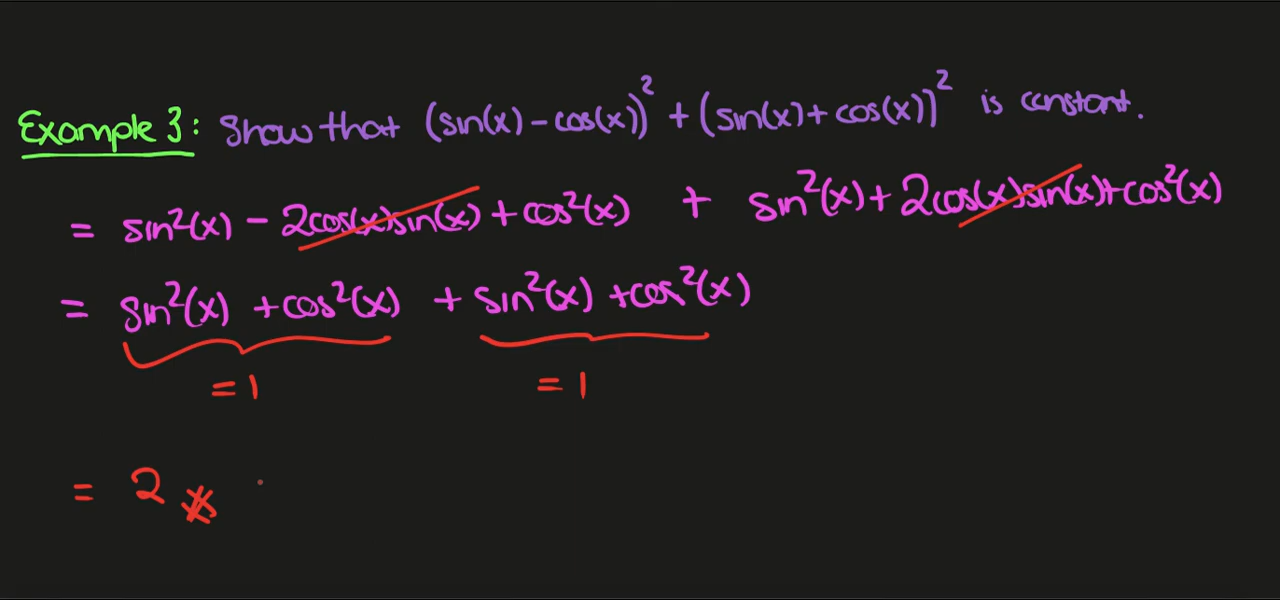 Example 3: Show that (sin(x) - cos(x))² + (sin(x) + cos(x))² is constant.
= sin²(x) - 2cos(x)sin(x) + cos²(x) + sin²(x) + 2cos(x)sin(x) + cos²(x)
= sin²(x) + cos²(x) + sin²(x) + cos²(x)
= 1 = 1
= 2